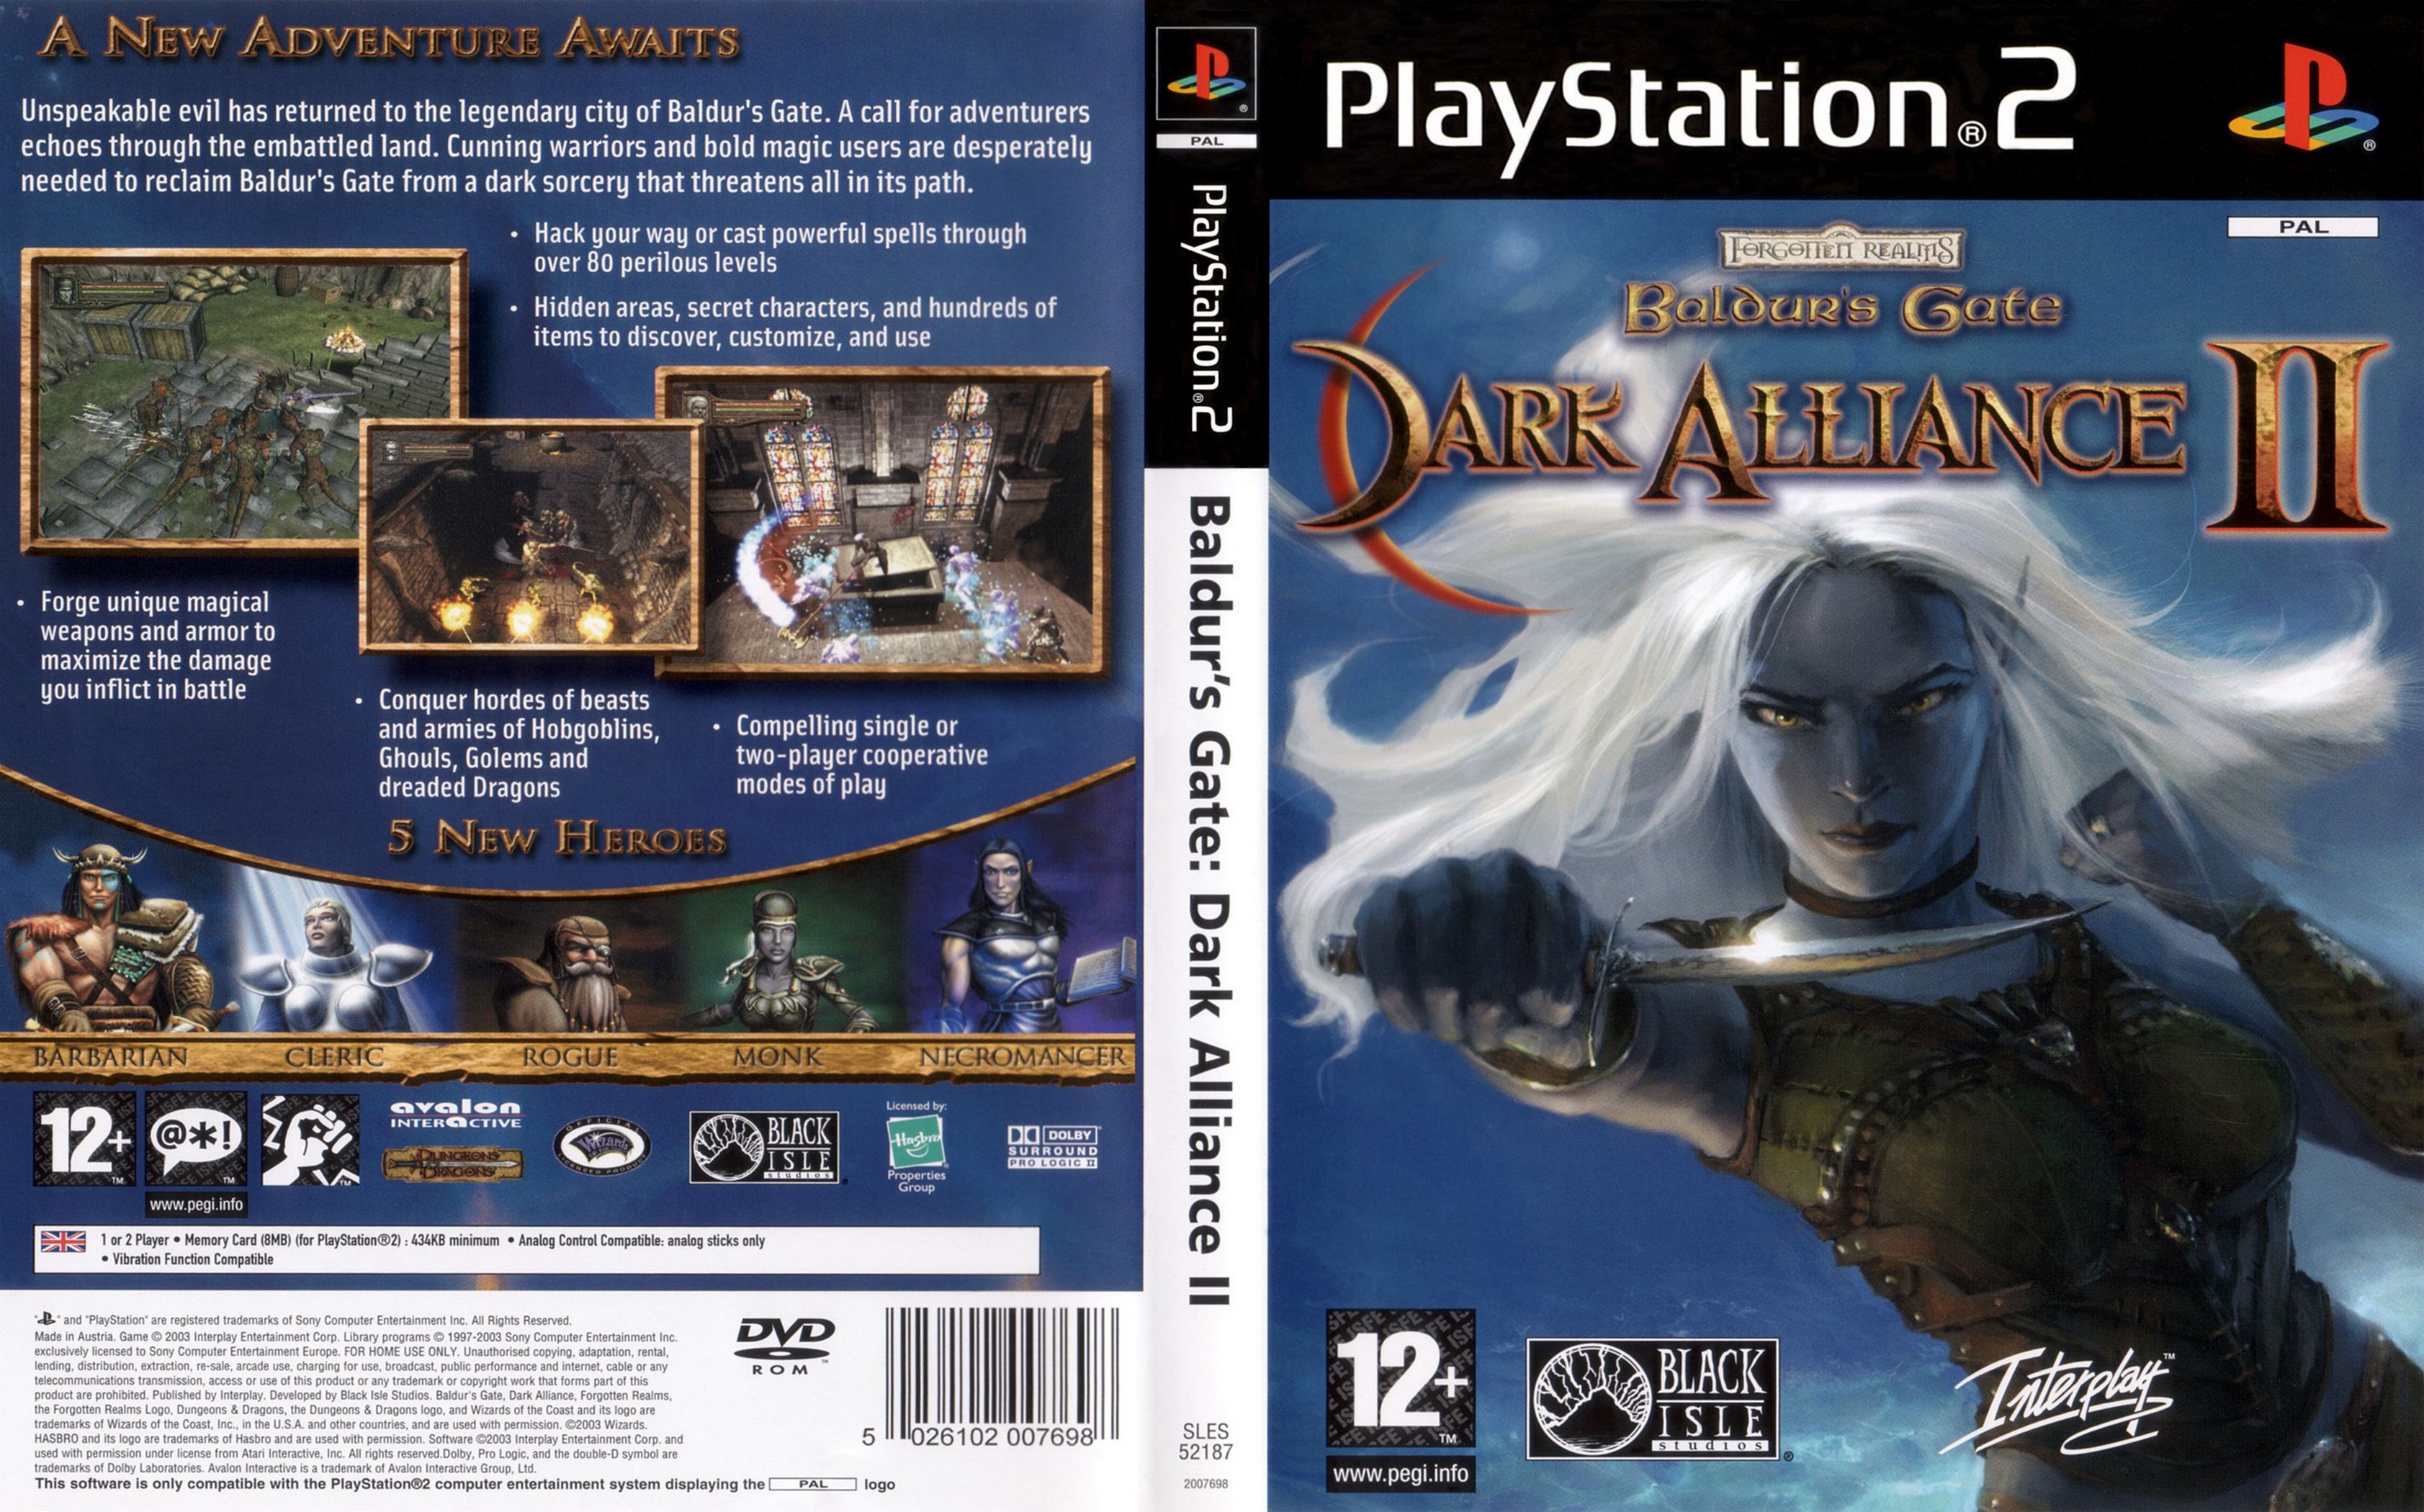 A New Adventure Awaits
Unspeakable evil has returned to the legendary city of Baldur's Gate. A call for adventurers
echoes through the embattled land. Cunning warriors and bold magic users are desperately
needed to reclaim Baldur's Gate from a dark sorcery that threatens all in its path.
• Hack your way or cast powerful spells through
over 80 perilous levels
• Hidden areas, secret characters, and hundreds of
items to discover, customize, and use
• Forge unique magical
weapons and armor to
maximize the damage
you inflict in battle
• Conquer hordes of beasts
and armies of Hobgoblins,
Ghouls, Golems and
dreaded Dragons
• Compelling single or
two-player cooperative
modes of play
5 New Heroes
BARBARIAN CLERIC ROGUE MONK NECROMANCER
12+ ™
@*! ™
™
www.pegi.info
avalon
INTERACTIVE
DUNGEONS & DRAGONS
OFFICIAL
Wizards
LICENSED PRODUCT
BLACK
ISLE
studios
Licensed by:
Hasbro
Properties
Group
DOLBY
SURROUND
PRO LOGIC II
1 or 2 Player • Memory Card (8MB) (for PlayStation®2) : 434KB minimum • Analog Control Compatible: analog sticks only
• Vibration Function Compatible
" " and "PlayStation" are registered trademarks of Sony Computer Entertainment Inc. All Rights Reserved.
Made in Austria. Game © 2003 Interplay Entertainment Corp. Library programs © 1997-2003 Sony Computer Entertainment Inc.
exclusively licensed to Sony Computer Entertainment Europe. FOR HOME USE ONLY. Unauthorised copying, adaptation, rental,
lending, distribution, extraction, re-sale, arcade use, charging for use, broadcast, public performance and internet, cable or any
telecommunications transmission, access or use of this product or any trademark or copyright work that forms part of this
product are prohibited. Published by Interplay. Developed by Black Isle Studios. Baldur's Gate, Dark Alliance, Forgotten Realms,
the Forgotten Realms Logo, Dungeons & Dragons, the Dungeons & Dragons logo, and Wizards of the Coast and its logo are
trademarks of Wizards of the Coast, Inc., in the U.S.A. and other countries, and are used with permission. ©2003 Wizards.
HASBRO and its logo are trademarks of Hasbro and are used with permission. Software ©2003 Interplay Entertainment Corp. and
used with permission under license from Atari Interactive, Inc. All rights reserved.Dolby, Pro Logic, and the double-D symbol are
trademarks of Dolby Laboratories. Avalon Interactive is a trademark of Avalon Interactive Group, Ltd.
This software is only compatible with the PlayStation®2 computer entertainment system displaying the PAL logo
DVD
ROM
5 026102 007698
PAL
PlayStation®2
Baldur's Gate: Dark Alliance II
SLES
52187
2007698
PlayStation®2
PAL
FORGOTTEN REALMS
Baldur's Gate
DARK ALLIANCE II
12+ ™
www.pegi.info
BLACK
ISLE
studios
Interplay™